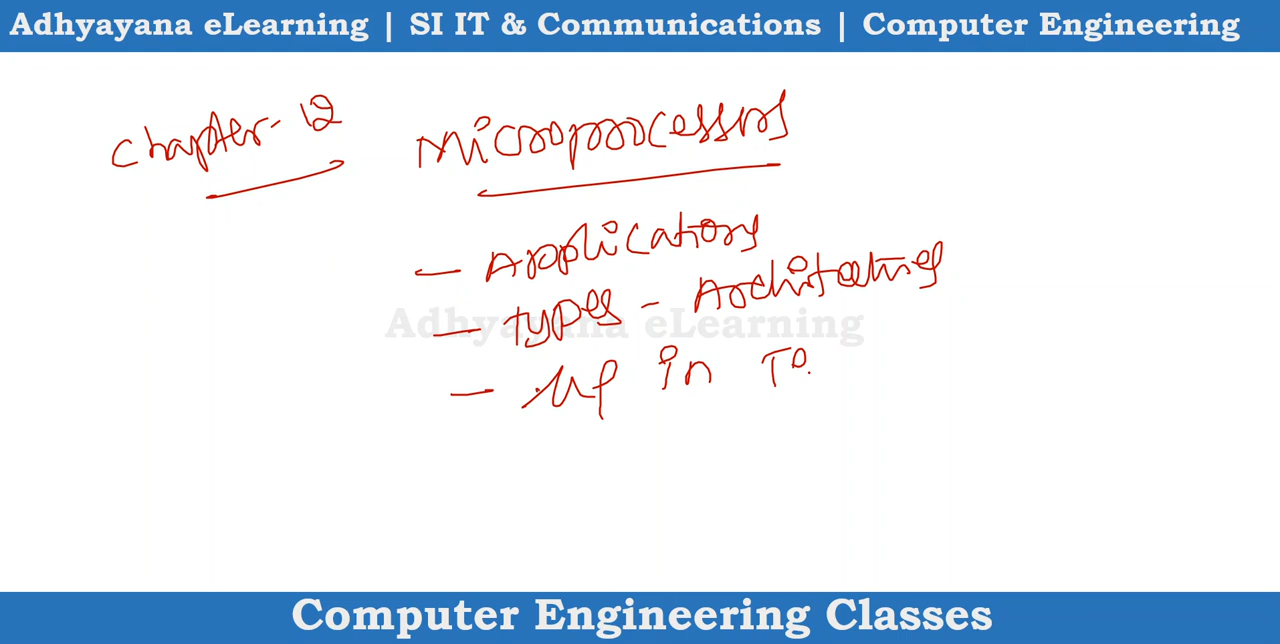 Adhyayana eLearning | SI IT & Communications | Computer Engineering
Chapter-12 Microprocessors
- Applications
- Types - Architectures
Adhyayana eLearning
- μp in
Computer Engineering Classes